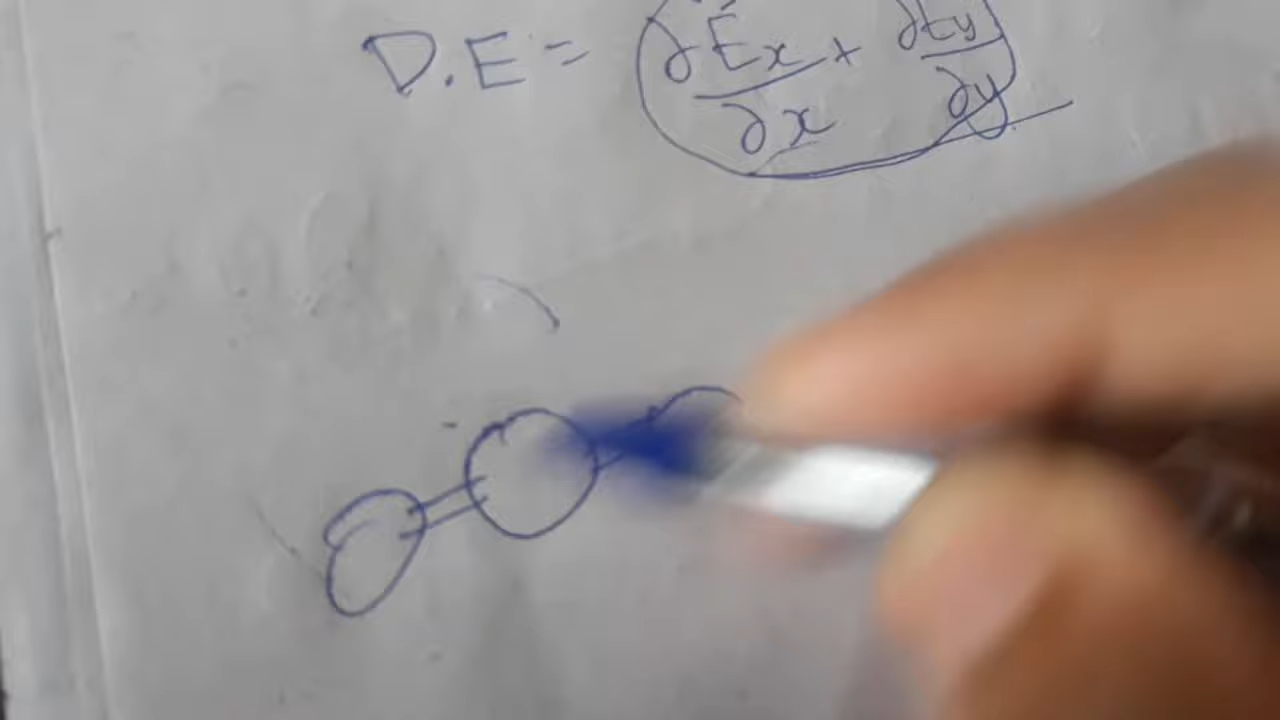 D.E = ∂Ex/∂x + ∂Ey/∂y